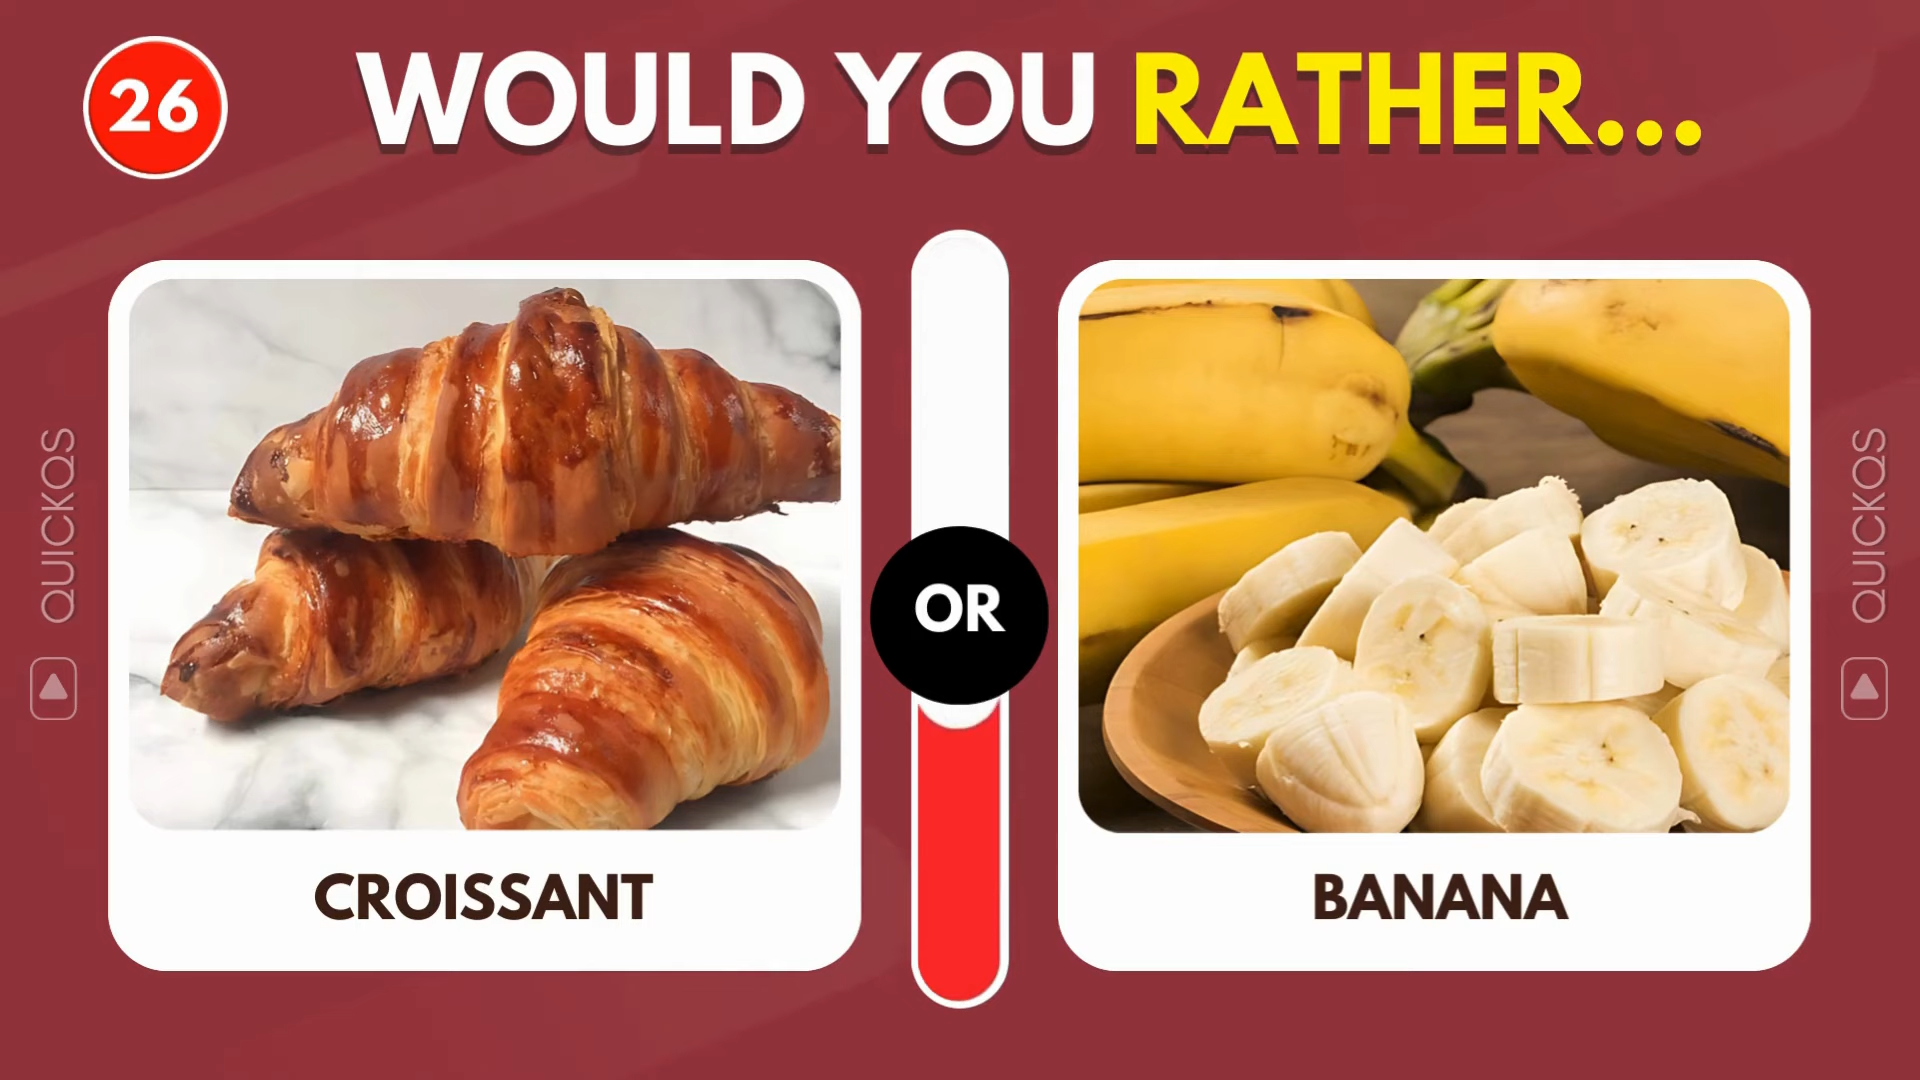 26
WOULD YOU RATHER...
QUICKQS
OR
QUICKQS
CROISSANT
BANANA